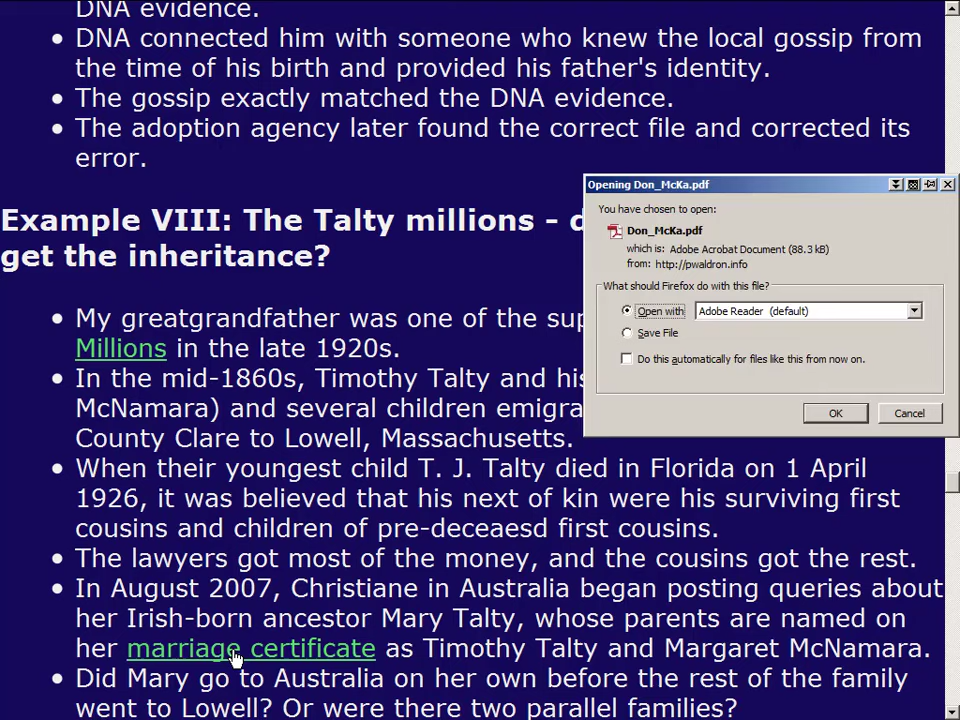 DNA evidence.
• DNA connected him with someone who knew the local gossip from
the time of his birth and provided his father's identity.
• The gossip exactly matched the DNA evidence.
• The adoption agency later found the correct file and corrected its
error.
Example VIII: The Talty millions - d
get the inheritance?
• My greatgrandfather was one of the sup
Millions in the late 1920s.
• In the mid-1860s, Timothy Talty and his
McNamara) and several children emigra
County Clare to Lowell, Massachusetts.
• When their youngest child T. J. Talty died in Florida on 1 April
1926, it was believed that his next of kin were his surviving first
cousins and children of pre-deceaesd first cousins.
• The lawyers got most of the money, and the cousins got the rest.
• In August 2007, Christiane in Australia began posting queries about
her Irish-born ancestor Mary Talty, whose parents are named on
her marriage certificate as Timothy Talty and Margaret McNamara.
• Did Mary go to Australia on her own before the rest of the family
went to Lowell? Or were there two parallel families?
Opening Don_McKa.pdf
You have chosen to open:
Don_McKa.pdf
which is: Adobe Acrobat Document (88.3 kB)
from: http://pwaldron.info
What should Firefox do with this file?
Open with Adobe Reader (default)
Save File
Do this automatically for files like this from now on.
OK Cancel